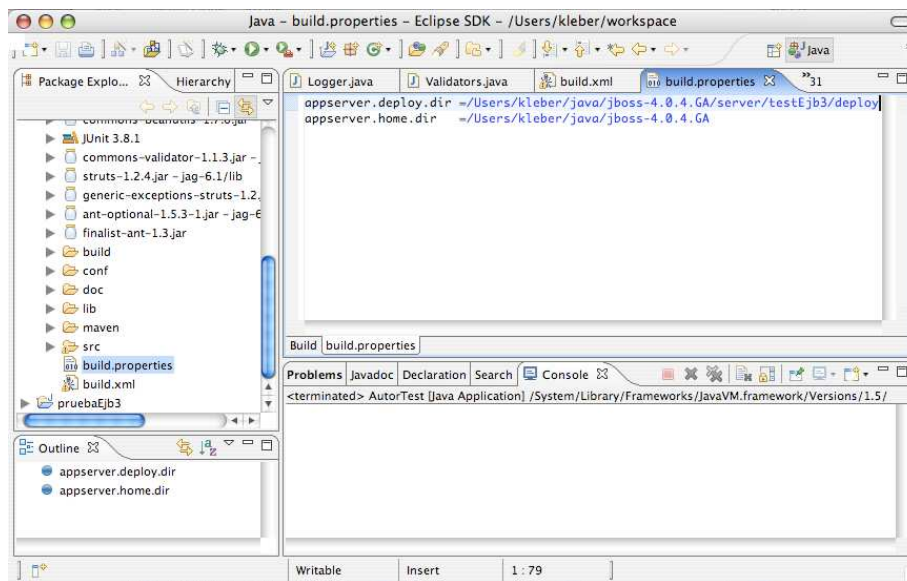 Java – build.properties – Eclipse SDK – /Users/kleber/workspace
Java
Package Explo...
Hierarchy
commons-beanutils-1.7.0.jar
JUnit 3.8.1
commons-validator-1.1.3.jar –
struts-1.2.4.jar – jag-6.1/lib
generic-exceptions-struts-1.2.
ant-optional-1.5.3-1.jar – jag-6
finalist-ant-1.3.jar
build
conf
doc
lib
maven
src
build.properties
build.xml
pruebaEjb3
Outline
appserver.deploy.dir
appserver.home.dir
Logger.java
Validators.java
build.xml
build.properties
31
appserver.deploy.dir =/Users/kleber/java/jboss-4.0.4.GA/server/testEjb3/deploy
appserver.home.dir =/Users/kleber/java/jboss-4.0.4.GA
Build build.properties
Problems Javadoc Declaration Search Console
<terminated> AutorTest [Java Application] /System/Library/Frameworks/JavaVM.framework/Versions/1.5/
Writable Insert 1 : 79